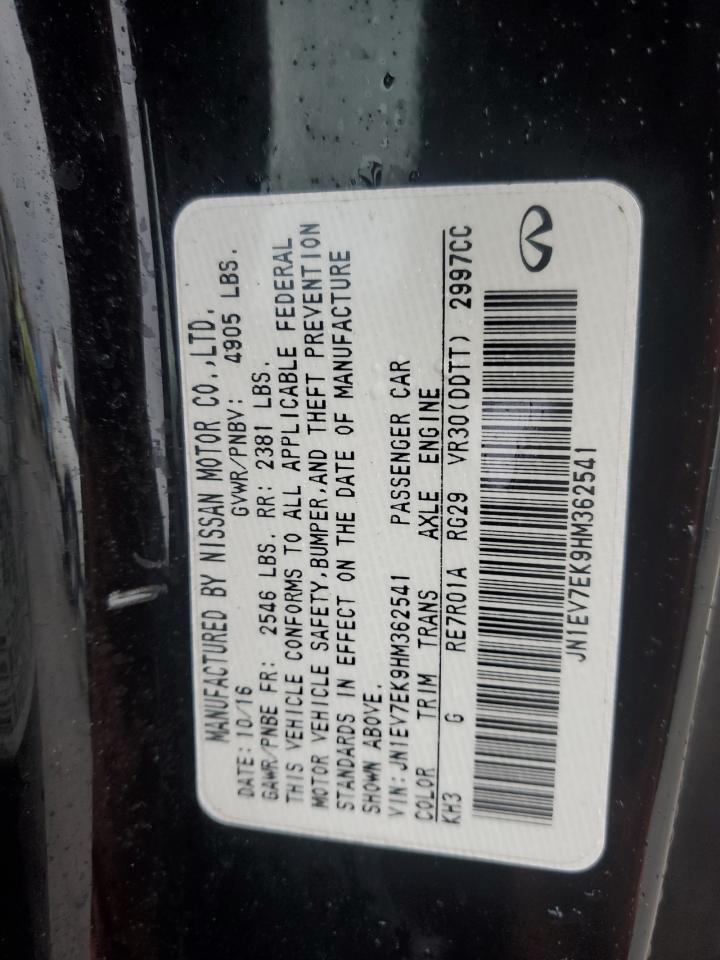 MANUFACTURED BY NISSAN MOTOR CO.,LTD.
DATE: 10/16 GVWR/PNBV: 4905 LBS.
GAWR/PNBE FR: 2546 LBS. RR: 2381 LBS.
THIS VEHICLE CONFORMS TO ALL APPLICABLE FEDERAL
MOTOR VEHICLE SAFETY,BUMPER,AND THEFT PREVENTION
STANDARDS IN EFFECT ON THE DATE OF MANUFACTURE
SHOWN ABOVE.
VIN: JN1EV7EK9HM362541 PASSENGER CAR
COLOR TRIM TRANS AXLE ENGINE
KH3 G RE7R01A RG29 VR30(DDTT) 2997CC
JN1EV7EK9HM362541